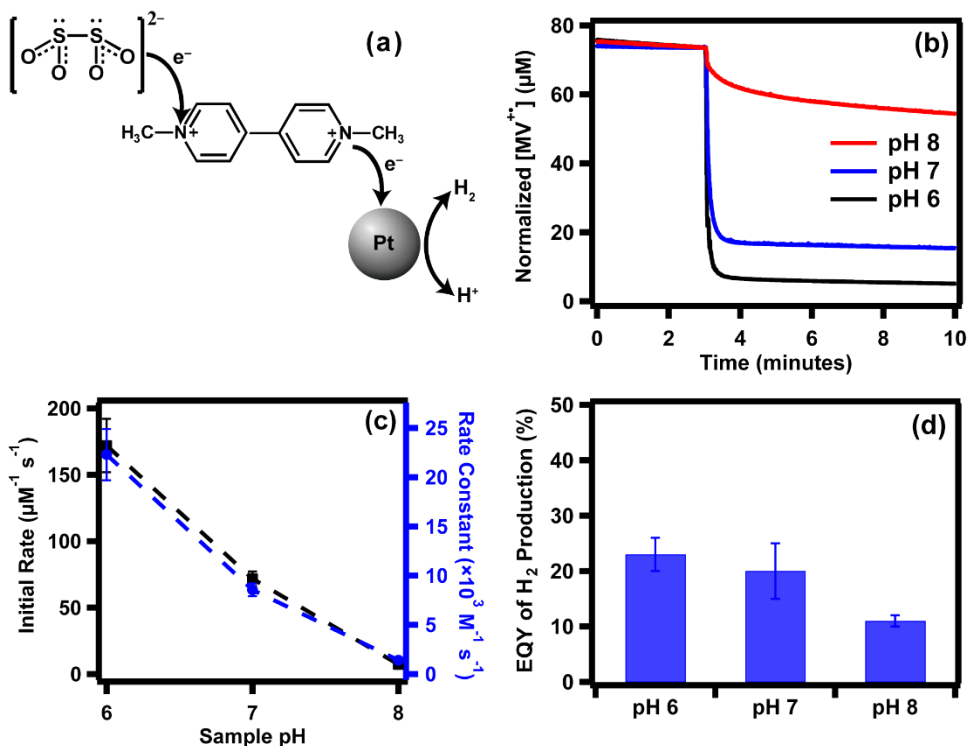 (a)
2−
S S
O O O O
e⁻
H₃C N⁺ ⁺N CH₃
e⁻
Pt
H₂
H⁺
(b)
Normalized [MV⁺•] (µM)
80
60
40
20
0
pH 8
pH 7
pH 6
0 2 4 6 8 10
Time (minutes)
(c)
Initial Rate (µM⁻¹ s⁻¹)
200
150
100
50
0
Rate Constant (×10³ M⁻¹ s⁻¹)
25
20
15
10
5
0
6 7 8
Sample pH
(d)
EQY of H₂ Production (%)
50
40
30
20
10
0
pH 6 pH 7 pH 8